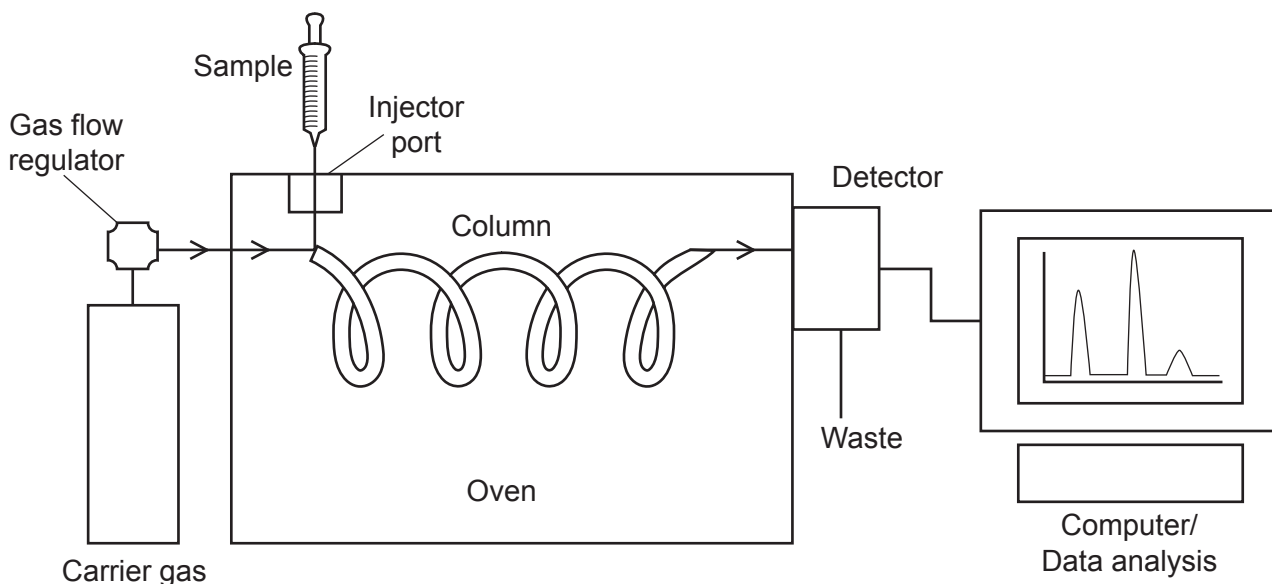 Sample
Injector
port
Gas flow
regulator
Detector
Column
Waste
Oven
Computer/
Data analysis
Carrier gas